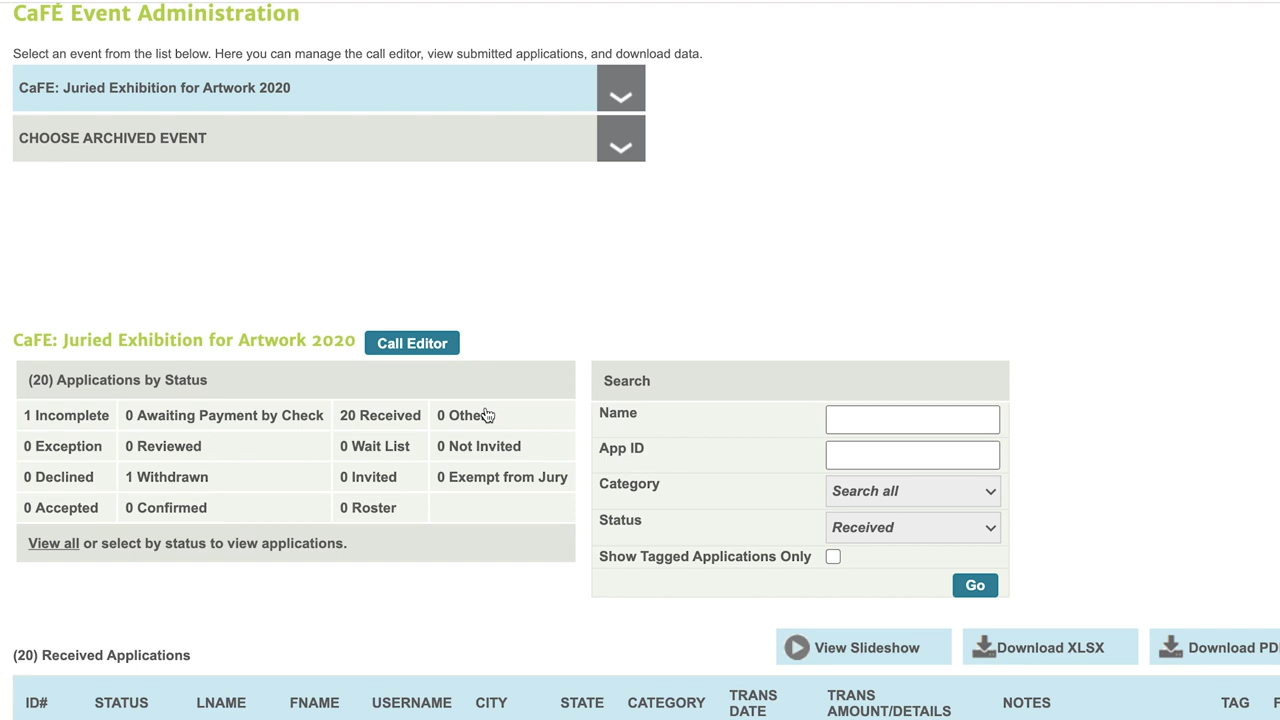 CaFÉ Event Administration
Select an event from the list below. Here you can manage the call editor, view submitted applications, and download data.
CaFE: Juried Exhibition for Artwork 2020
CHOOSE ARCHIVED EVENT
CaFE: Juried Exhibition for Artwork 2020 Call Editor
(20) Applications by Status
1 Incomplete 0 Awaiting Payment by Check 20 Received 0 Other
0 Exception 0 Reviewed 0 Wait List 0 Not Invited
0 Declined 1 Withdrawn 0 Invited 0 Exempt from Jury
0 Accepted 0 Confirmed 0 Roster
View all or select by status to view applications.
Search
Name
App ID
Category Search all
Status Received
Show Tagged Applications Only
Go
(20) Received Applications View Slideshow Download XLSX Download
ID# STATUS LNAME FNAME USERNAME CITY STATE CATEGORY TRANS DATE TRANS AMOUNT/DETAILS NOTES TAG